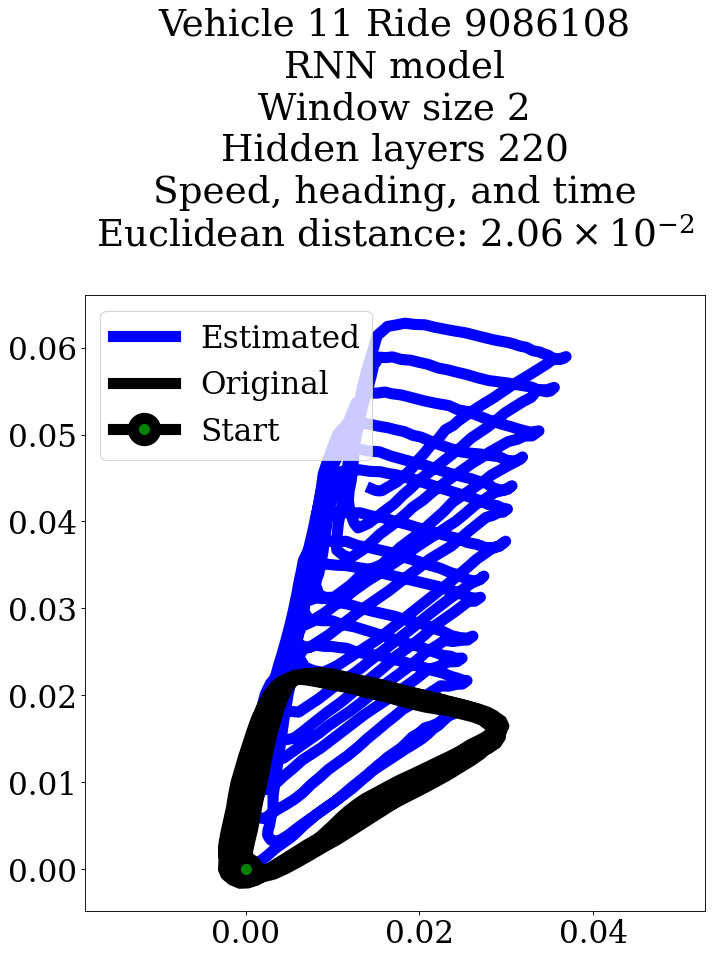 Vehicle 11 Ride 9086108
RNN model
Window size 2
Hidden layers 220
Speed, heading, and time
Euclidean distance: 2.06 × 10⁻²
Estimated
Original
Start
0.06
0.05
0.04
0.03
0.02
0.01
0.00
0.00 0.02 0.04